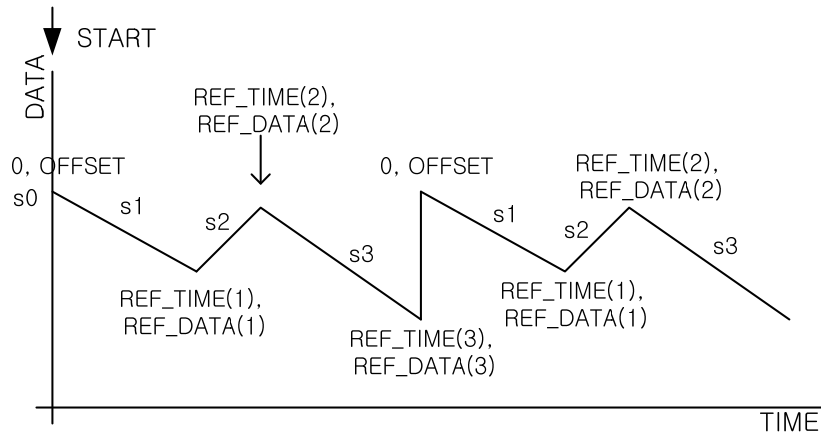 START
DATA
REF_TIME(2),
REF_DATA(2)
0, OFFSET
0, OFFSET
REF_TIME(2),
REF_DATA(2)
s0
s1
s2
s3
s1
s2
s3
REF_TIME(1),
REF_DATA(1)
REF_TIME(1),
REF_DATA(1)
REF_TIME(3),
REF_DATA(3)
TIME